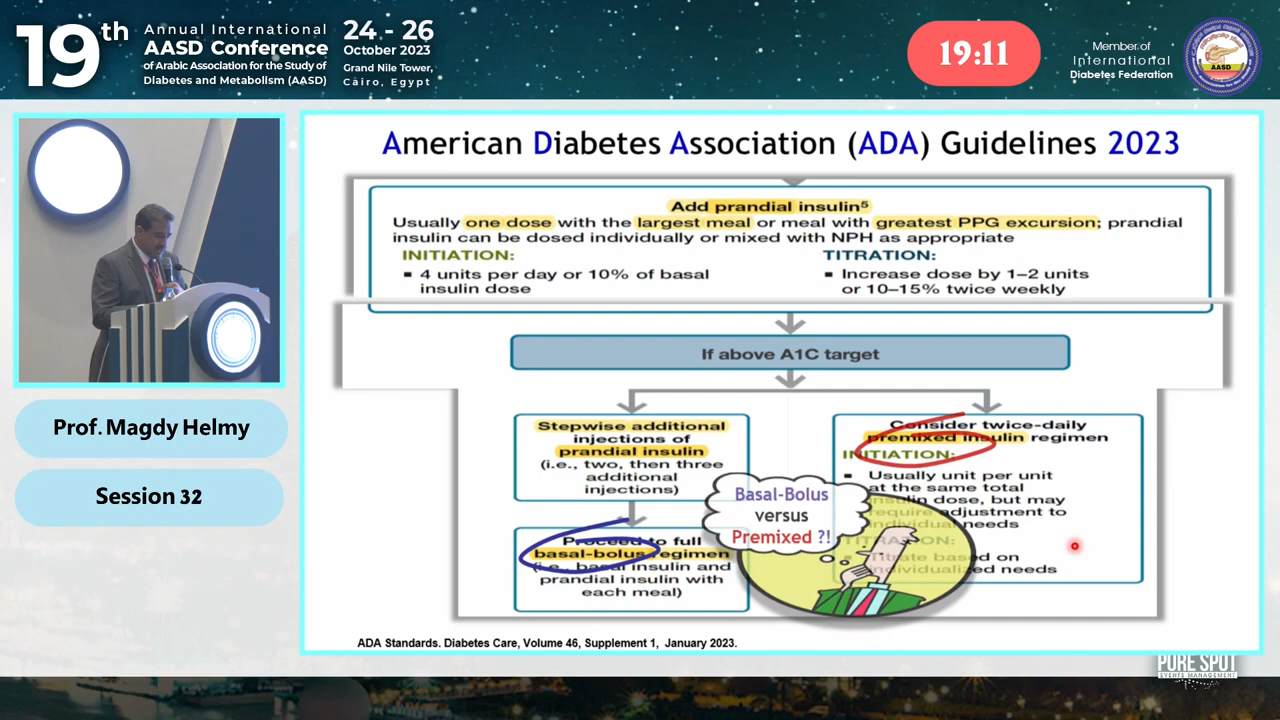 19th
Annual International
AASD Conference
of Arabic Association for the Study of
Diabetes and Metabolism (AASD)
24 - 26
October 2023
Grand Nile Tower,
Cairo, Egypt
19:11
Member of
International
Diabetes Federation
AASD
American Diabetes Association (ADA) Guidelines 2023
Add prandial insulin⁵
Usually one dose with the largest meal or meal with greatest PPG excursion; prandial
insulin can be dosed individually or mixed with NPH as appropriate
INITIATION:
▪ 4 units per day or 10% of basal
insulin dose
TITRATION:
▪ Increase dose by 1–2 units
or 10–15% twice weekly
If above A1C target
Stepwise additional
injections of
prandial insulin
(i.e., two, then three
additional
injections)
Proceed to full
basal-bolus regimen
(i.e., basal insulin and
prandial insulin with
each meal)
Consider twice-daily
premixed insulin regimen
INITIATION:
▪ Usually unit per unit
at the same total
insulin dose, but may
require adjustment to
individual needs
TITRATION:
▪ Titrate based on
individualized needs
Basal-Bolus
versus
Premixed ?!
ADA Standards. Diabetes Care, Volume 46, Supplement 1, January 2023.
Prof. Magdy Helmy
Session 32
PURE SPOT
EVENTS MANAGEMENT